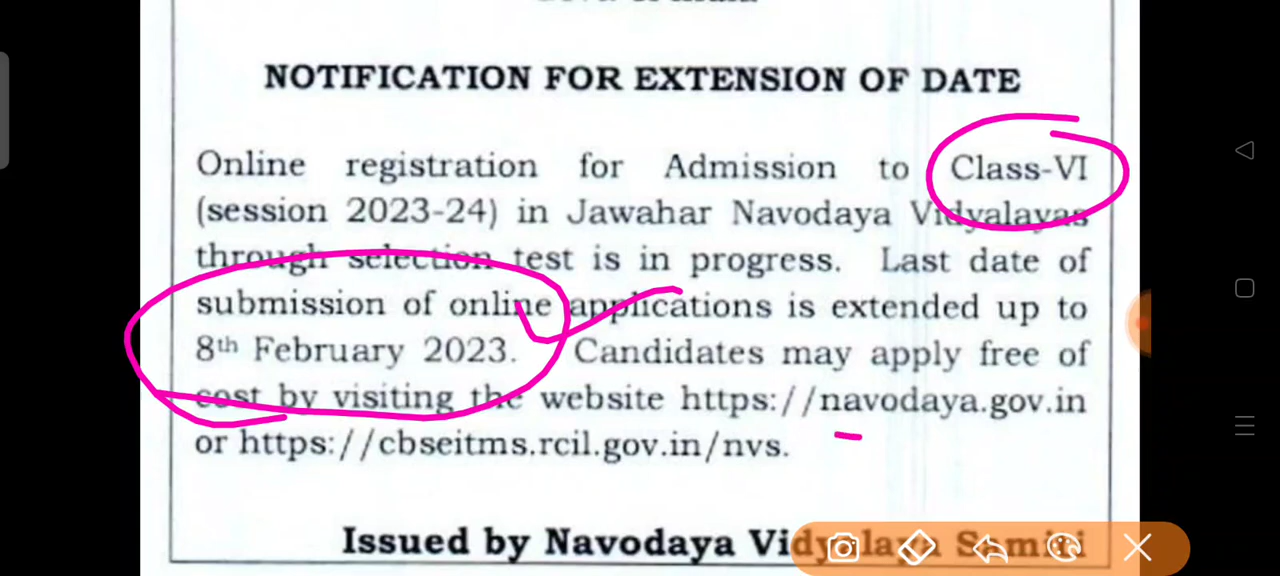 NOTIFICATION FOR EXTENSION OF DATE
Online registration for Admission to Class-VI
(session 2023-24) in Jawahar Navodaya Vidyalayas
through selection test is in progress. Last date of
submission of online applications is extended up to
8th February 2023. Candidates may apply free of
cost by visiting the website https://navodaya.gov.in
or https://cbseitms.rcil.gov.in/nvs.
Issued by Navodaya Vidyalaya Samiti